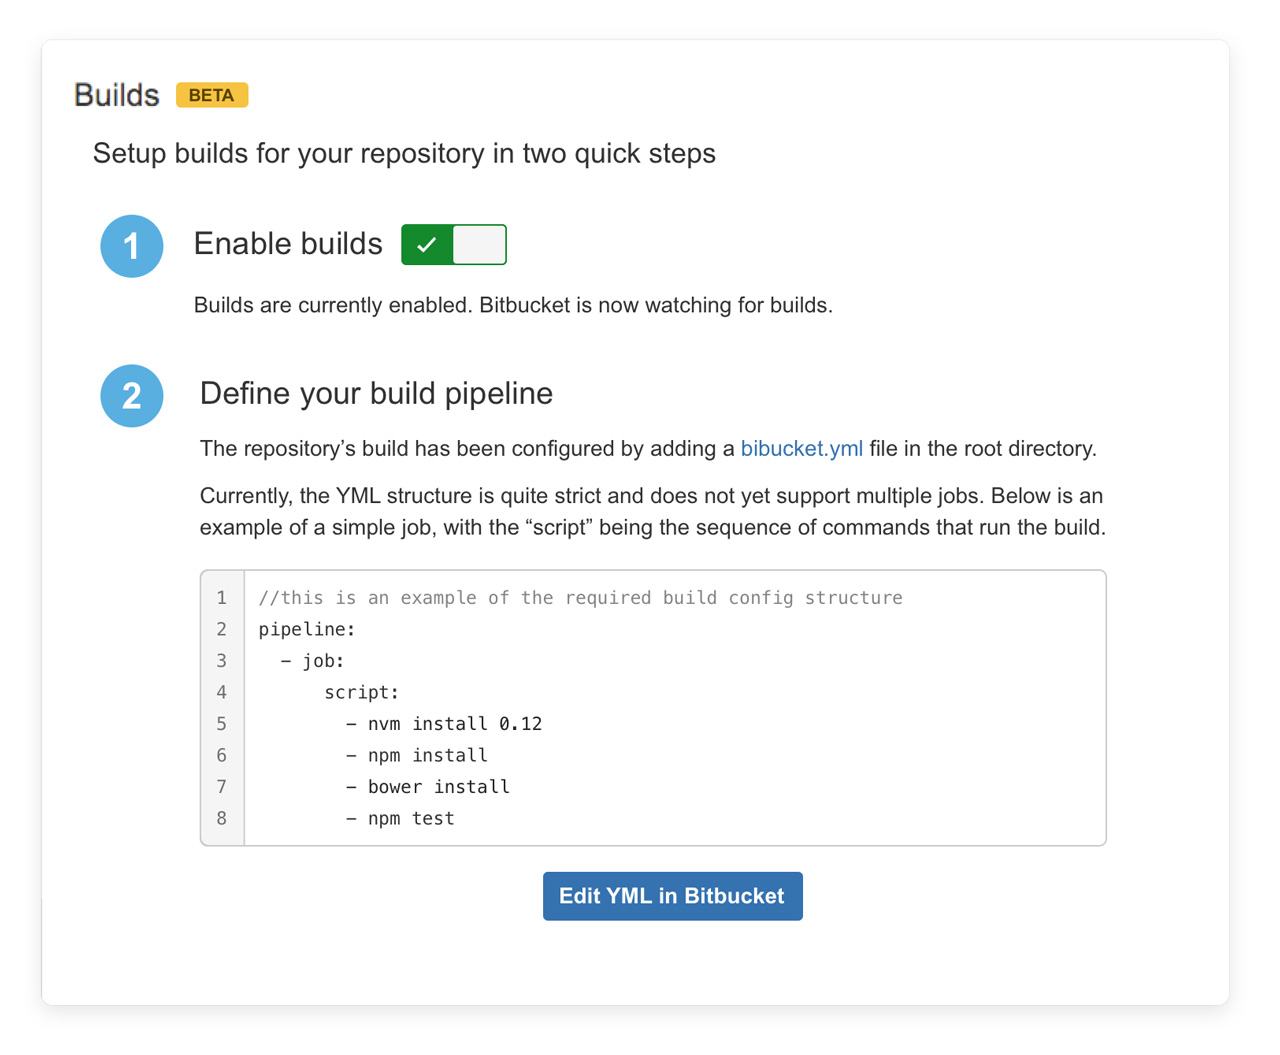 Builds BETA
Setup builds for your repository in two quick steps
1 Enable builds
Builds are currently enabled. Bitbucket is now watching for builds.
2 Define your build pipeline
The repository’s build has been configured by adding a bibucket.yml file in the root directory.
Currently, the YML structure is quite strict and does not yet support multiple jobs. Below is an
example of a simple job, with the “script” being the sequence of commands that run the build.
1 //this is an example of the required build config structure
2 pipeline:
3   – job:
4       script:
5         – nvm install 0.12
6         – npm install
7         – bower install
8         – npm test
Edit YML in Bitbucket